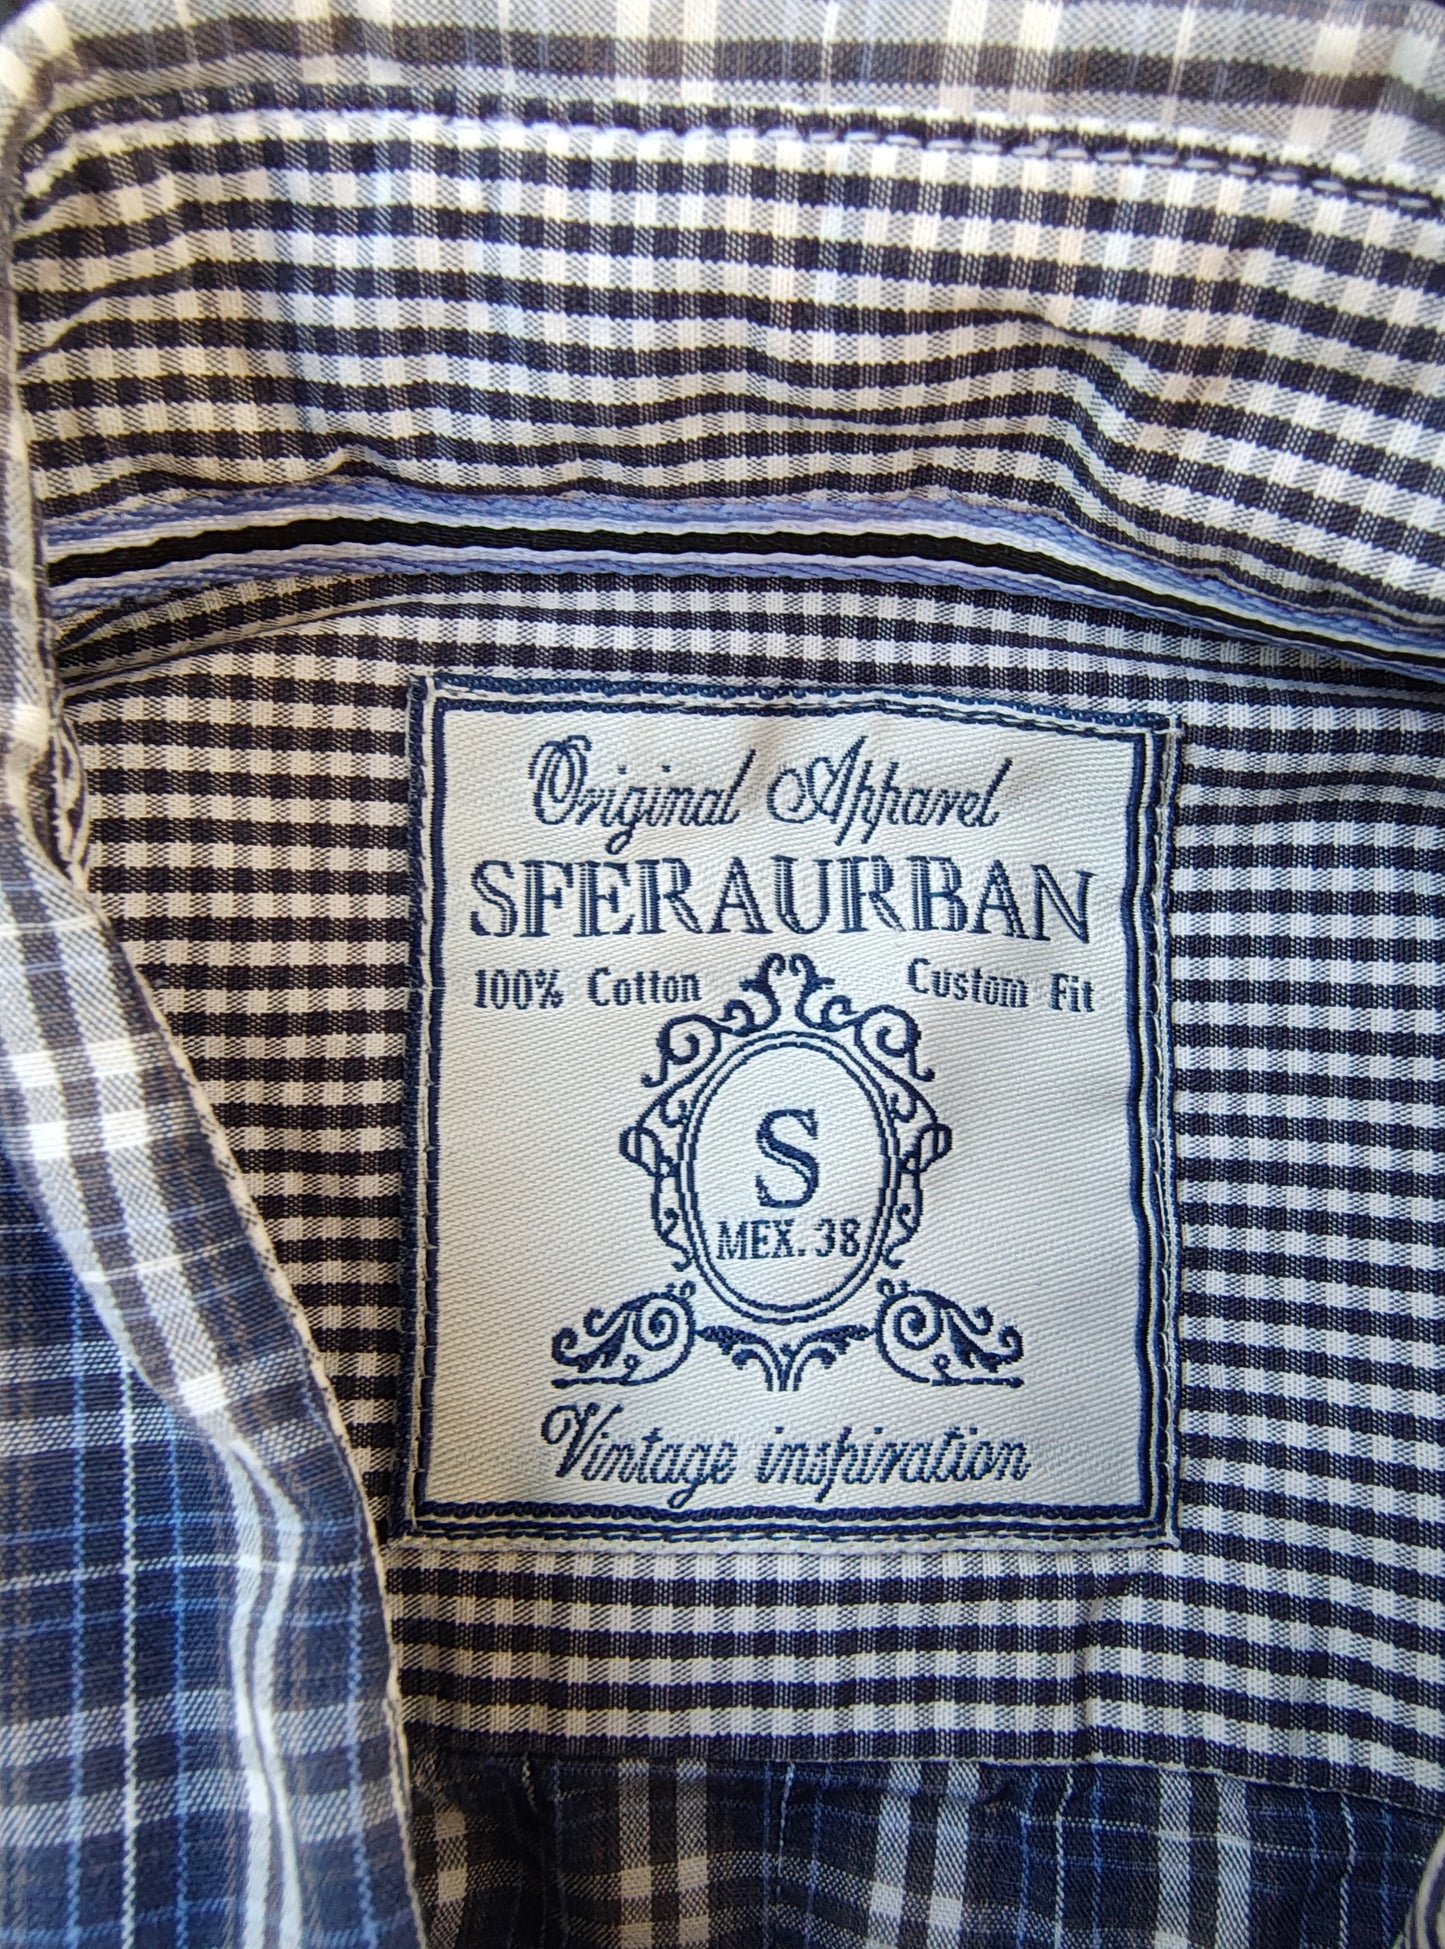 Original Apparel
SFERAURBAN
100% Cotton Custom Fit
S
MEX. 38
Vintage inspiration